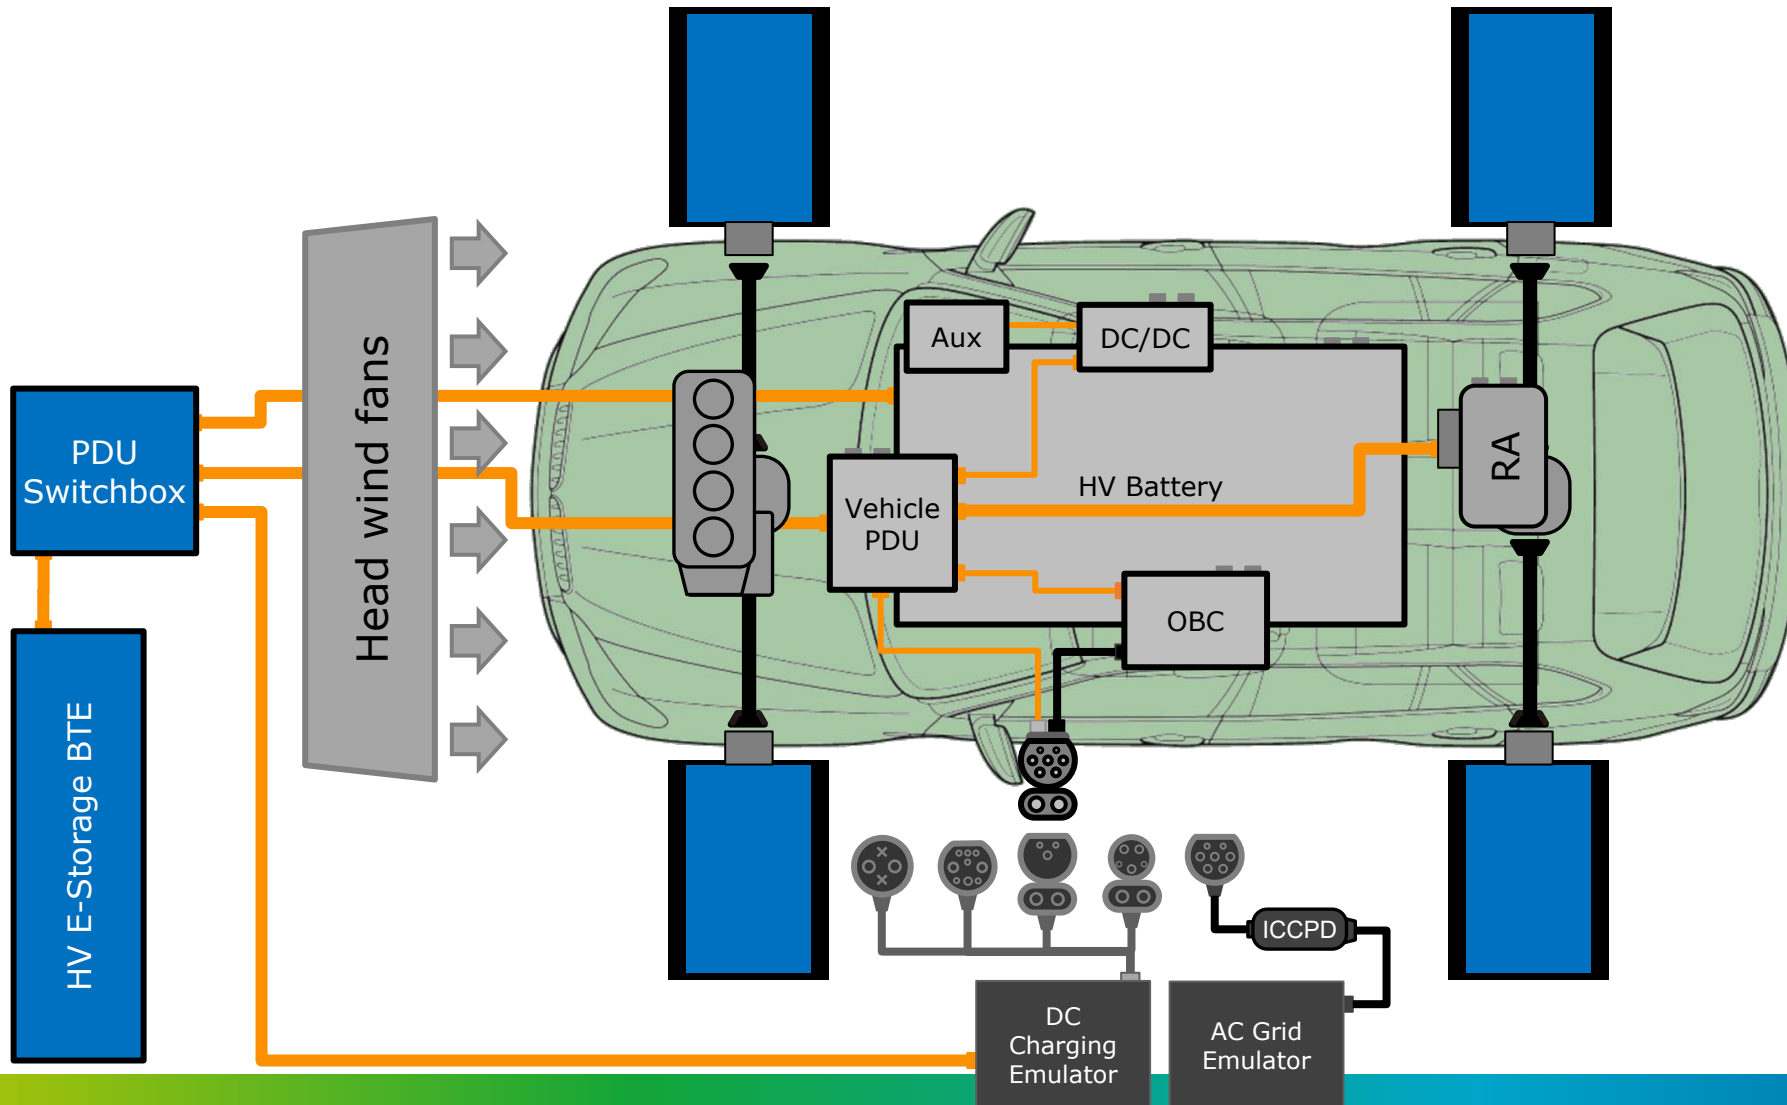 Aux
DC/DC
PDU
Switchbox
Head wind fans
Vehicle
PDU
HV Battery
RA
OBC
HV E-Storage BTE
ICCPD
DC
Charging
Emulator
AC Grid
Emulator